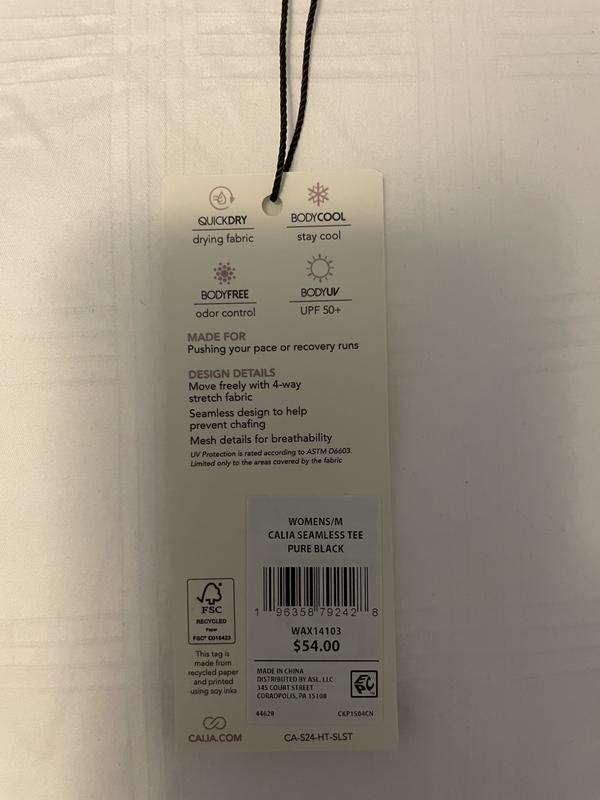 QUICKDRY
drying fabric
BODYCOOL
stay cool
BODYFREE
odor control
BODYUV
UPF 50+
MADE FOR
Pushing your pace or recovery runs
DESIGN DETAILS
Move freely with 4-way
stretch fabric
Seamless design to help
prevent chafing
Mesh details for breathability
UV Protection is rated according to ASTM D6603.
Limited only to the areas covered by the fabric
WOMENS/M
CALIA SEAMLESS TEE
PURE BLACK
1 96358 79242 8
WAX14103
$54.00
MADE IN CHINA
DISTRIBUTED BY ASL, LLC
345 COURT STREET
CORAOPOLIS, PA 15108
44628 CKP1504CN
FSC
RECYCLED
Paper
FSC® C016423
This tag is
made from
recycled paper
and printed
using soy inks
CALIA.COM
CA-S24-HT-SLST